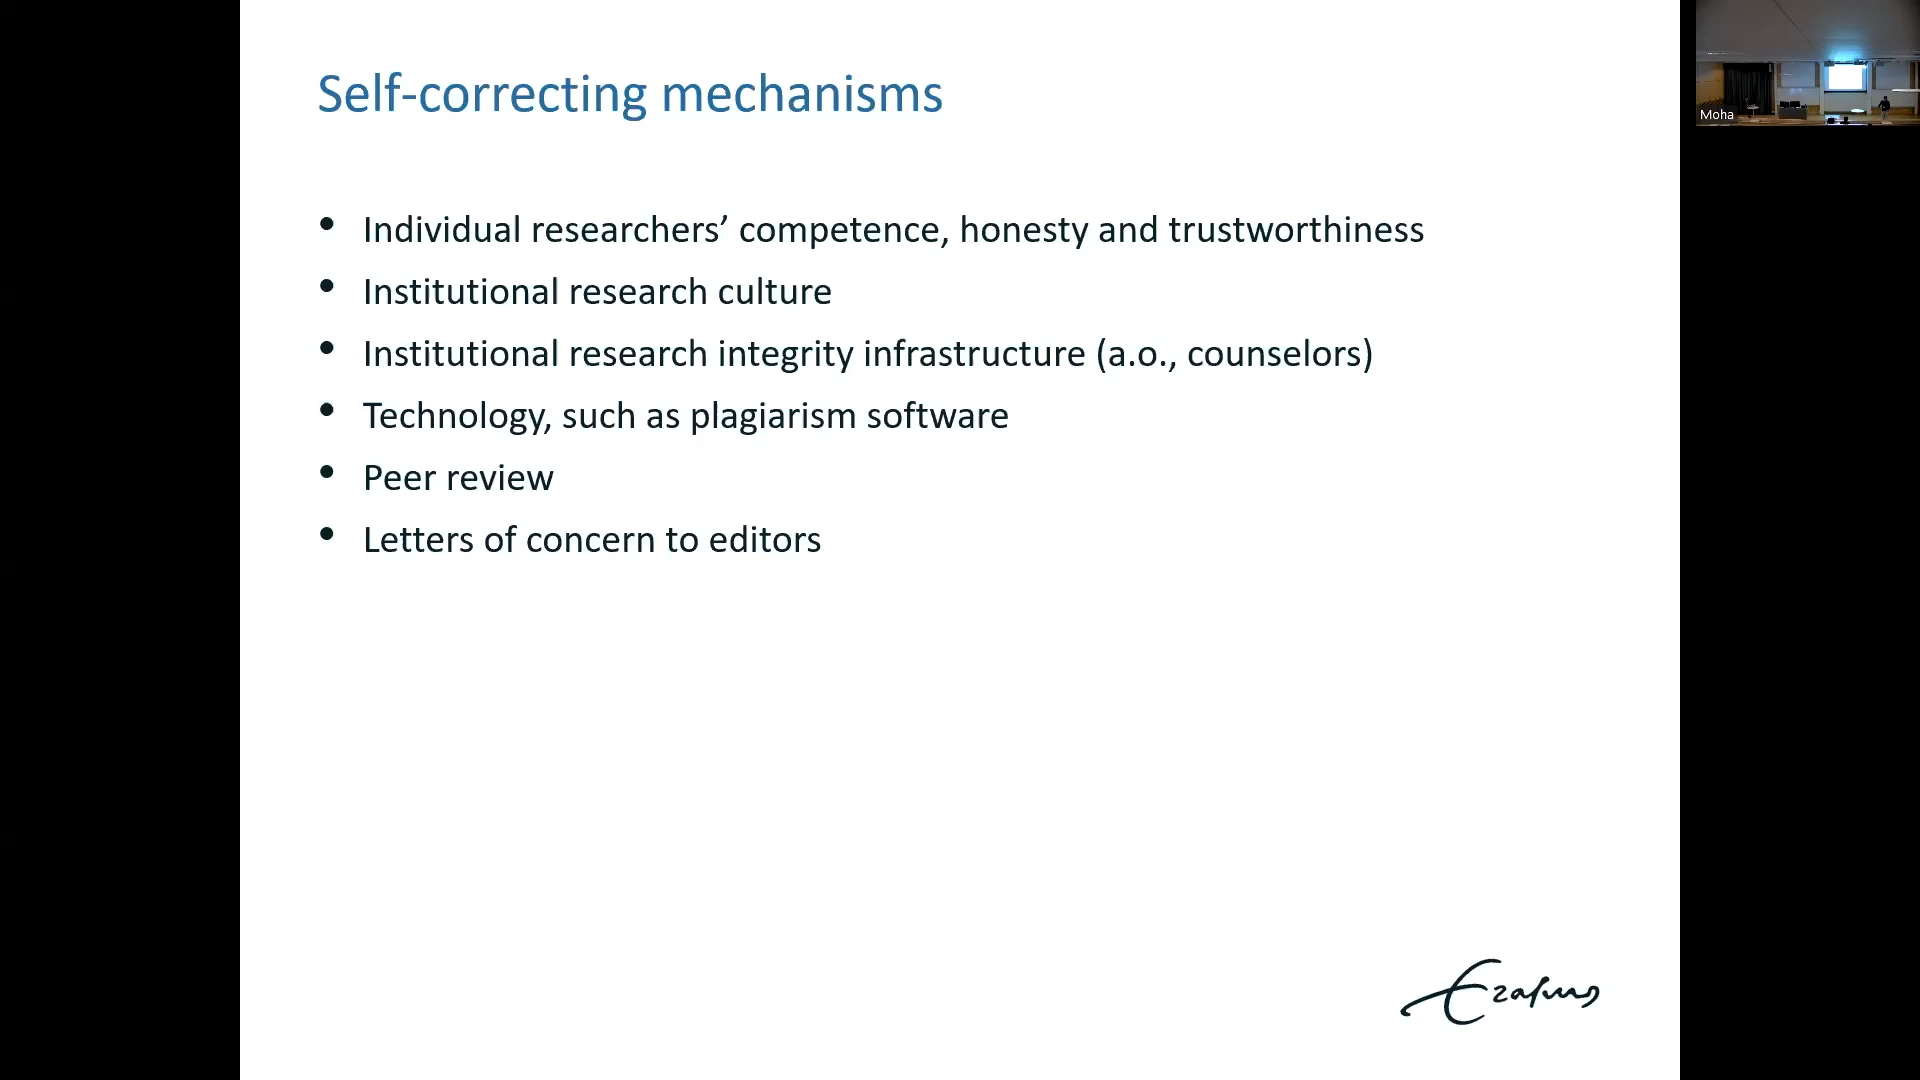 Self-correcting mechanisms
• Individual researchers’ competence, honesty and trustworthiness
• Institutional research culture
• Institutional research integrity infrastructure (a.o., counselors)
• Technology, such as plagiarism software
• Peer review
• Letters of concern to editors
Erasmus
Moha